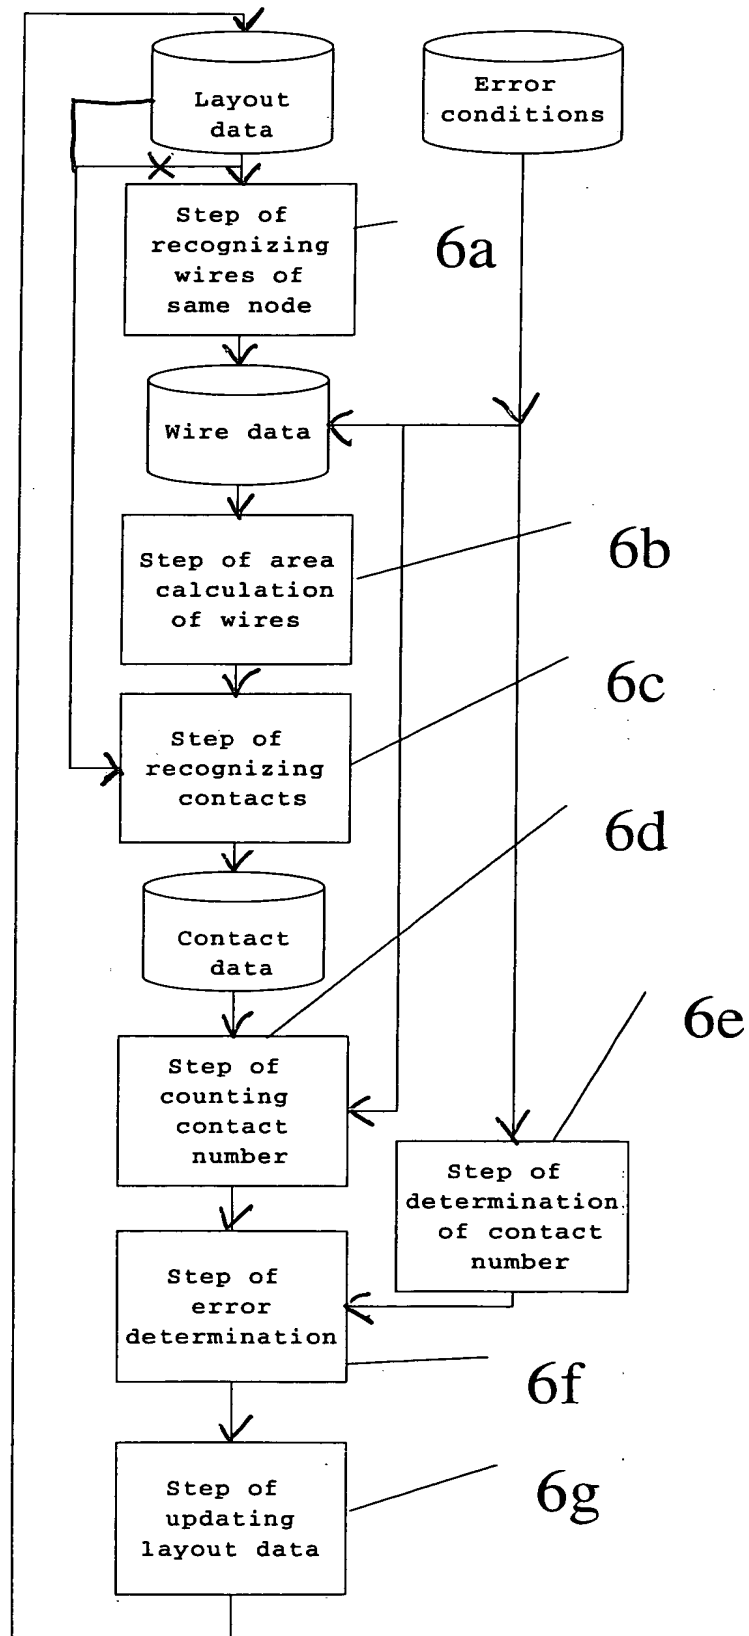 Layout
data
Error
conditions
Step of
recognizing
wires of
same node
6a
Wire data
Step of area
calculation
of wires
6b
Step of
recognizing
contacts
6c
Contact
data
Step of
counting
contact
number
6d
Step of
determination
of contact
number
6e
Step of
error
determination
6f
Step of
updating
layout data
6g